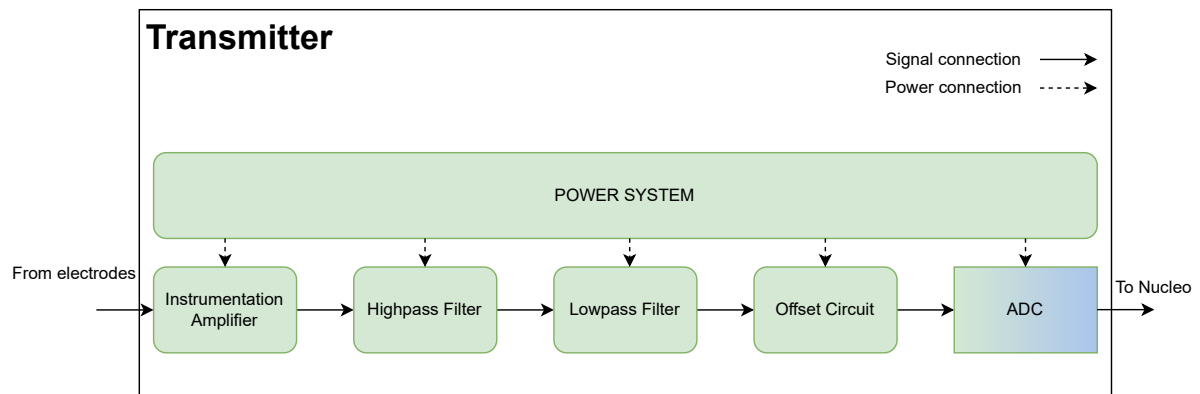 Transmitter
Signal connection
Power connection
POWER SYSTEM
From electrodes
Instrumentation
Amplifier
Highpass Filter
Lowpass Filter
Offset Circuit
ADC
To Nucleo